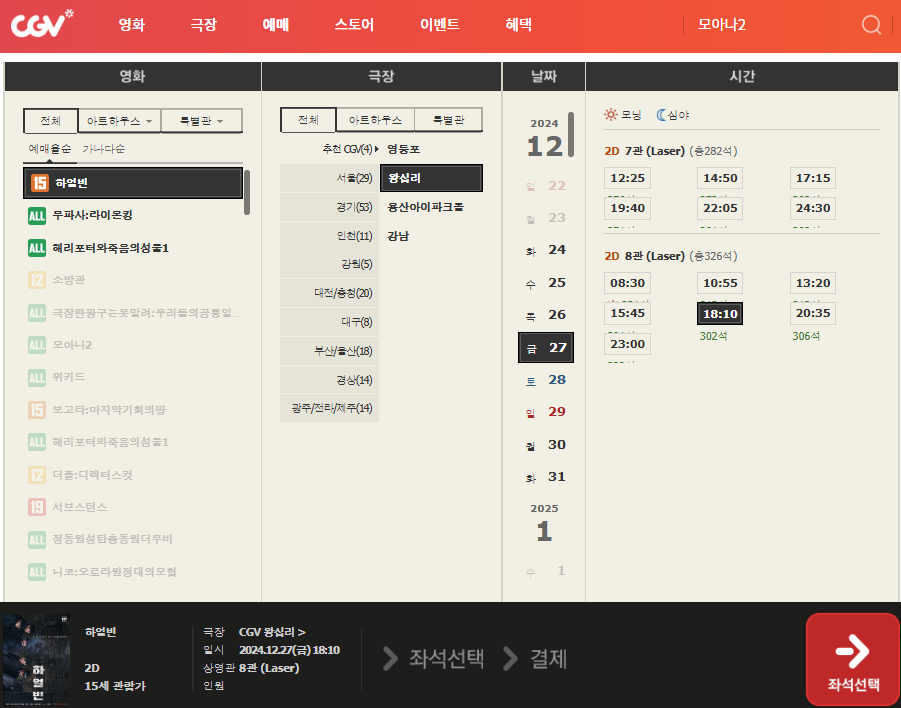 CGV
영화 극장 예매 스토어 이벤트 혜택 모아나2
영화 극장 날짜 시간
전체 아트하우스 특별관
예매율순 가나다순
15 하얼빈
ALL 무파사:라이온킹
ALL 해리포터와죽음의성물1
12 소방관
ALL 극장판짱구는못말려:우리들의공룡일...
ALL 모아나2
ALL 위키드
15 보고타:마지막기회의땅
ALL 해리포터와죽음의성물1
12 더폴:디렉터스컷
19 서브스턴스
ALL 정동원성탄총동원더무비
ALL 니코:오로라원정대의모험
전체 아트하우스 특별관
추천 CGV(4)
서울(29)
경기(53)
인천(11)
강원(5)
대전/충청(20)
대구(8)
부산/울산(18)
경상(14)
광주/전라/제주(14)
영등포
왕십리
용산아이파크몰
강남
2024
12
일 22
월 23
화 24
수 25
목 26
금 27
토 28
일 29
월 30
화 31
2025
1
수 1
모닝 심야
2D 7관 (Laser) (총282석)
12:25 14:50 17:15
19:40 22:05 24:30
2D 8관 (Laser) (총326석)
08:30 10:55 13:20
15:45 18:10 20:35
302석 306석
23:00
하얼빈
하얼빈
2D
15세 관람가
극장 CGV 왕십리 >
일시 2024.12.27(금) 18:10
상영관 8관 (Laser)
인원
좌석선택 결제
좌석선택